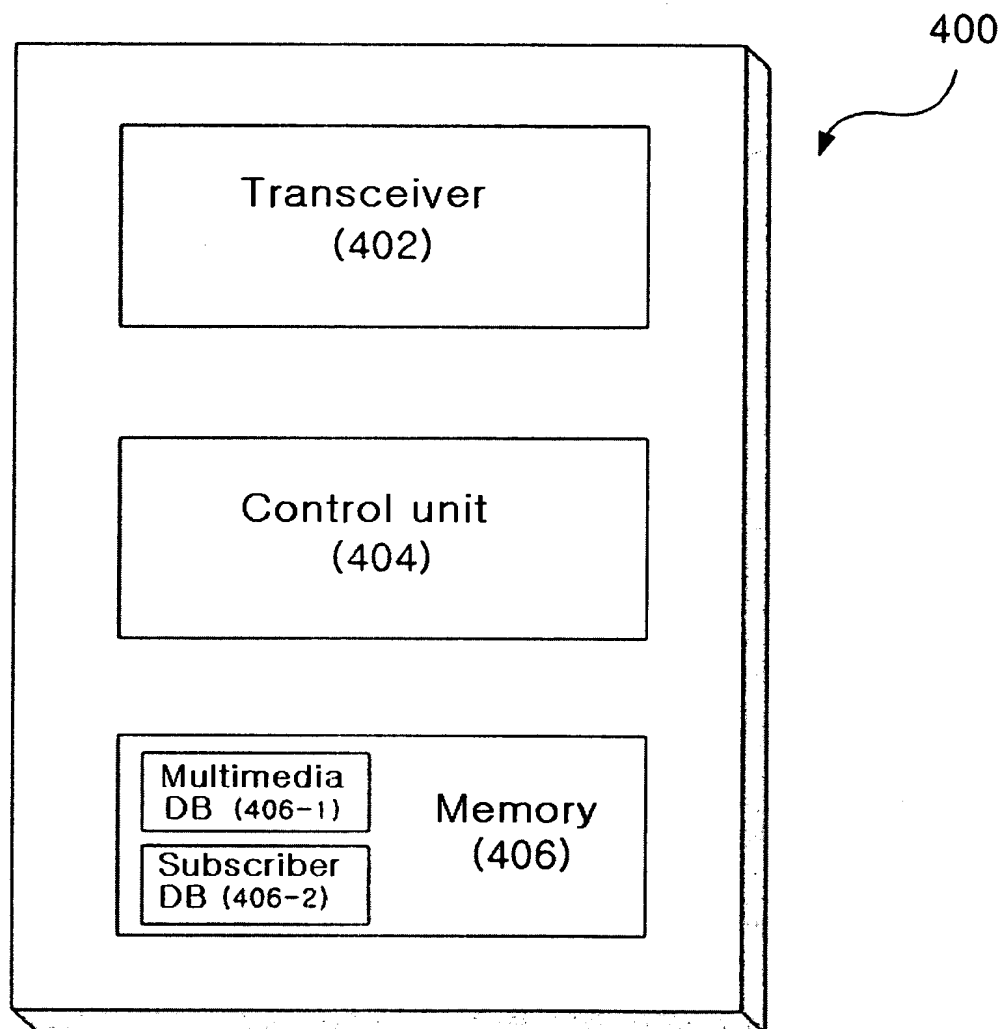 400
Transceiver
(402)
Control unit
(404)
Multimedia
DB (406-1)
Subscriber
DB (406-2)
Memory
(406)